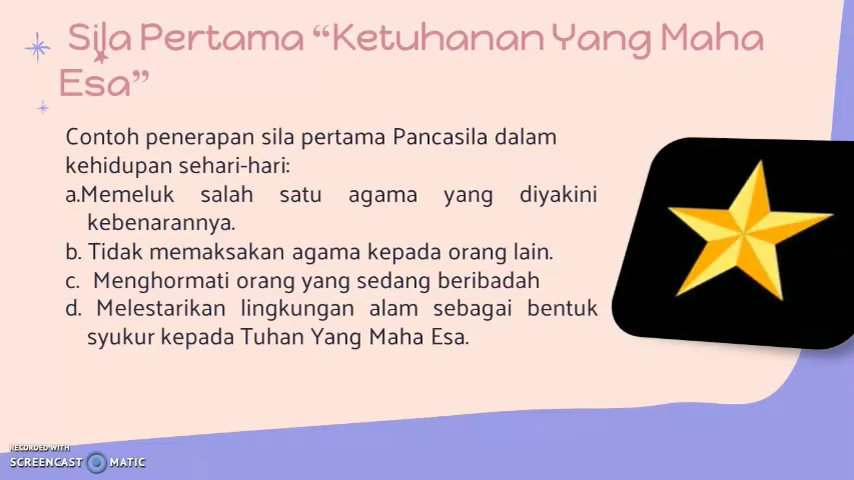 Sila Pertama “Ketuhanan Yang Maha
Esa”
Contoh penerapan sila pertama Pancasila dalam
kehidupan sehari-hari:
a.Memeluk salah satu agama yang diyakini
kebenarannya.
b. Tidak memaksakan agama kepada orang lain.
c. Menghormati orang yang sedang beribadah
d. Melestarikan lingkungan alam sebagai bentuk
syukur kepada Tuhan Yang Maha Esa.
RECORDED WITH
SCREENCAST MATIC